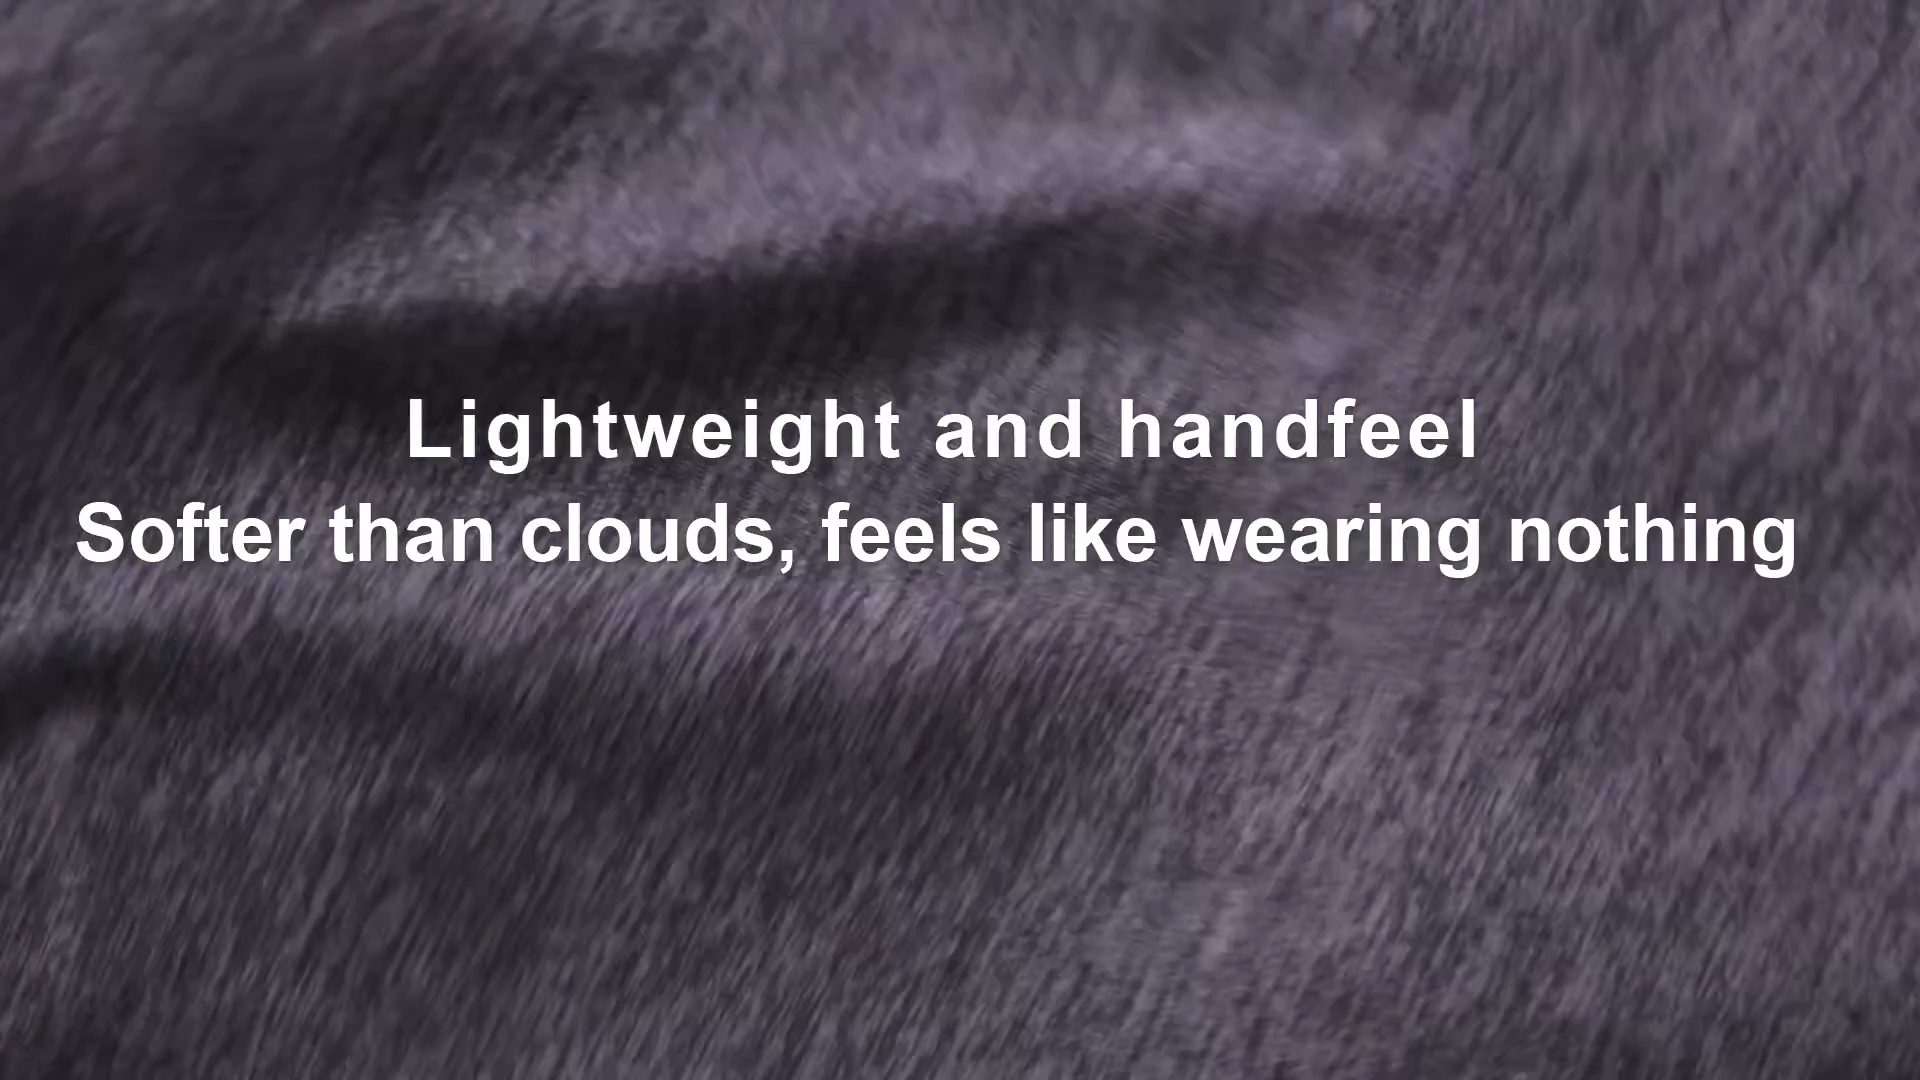 Lightweight and handfeel
Softer than clouds, feels like wearing nothing